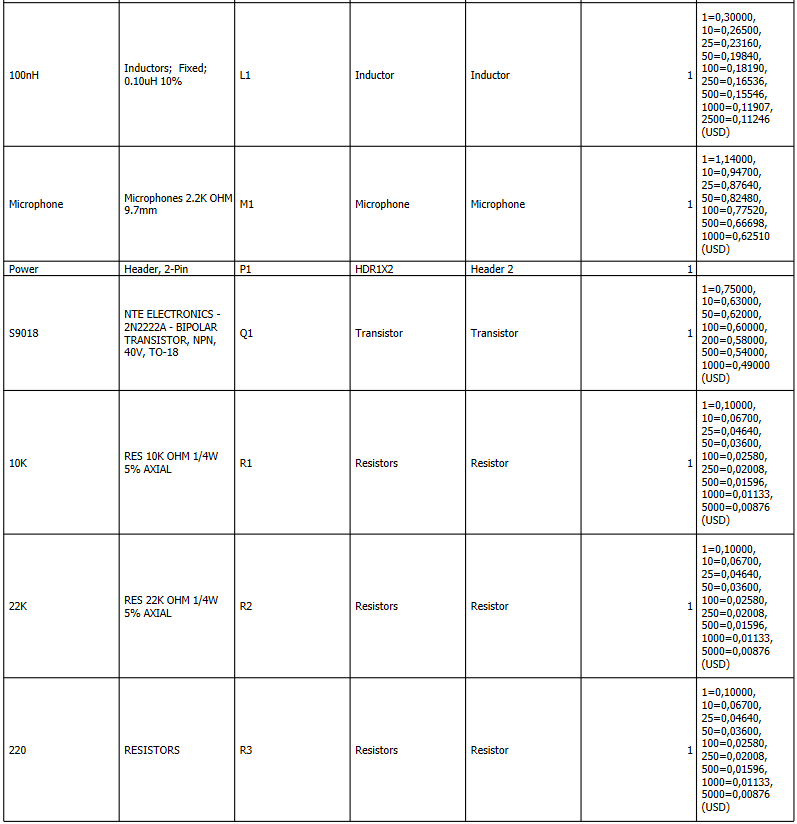 100nH
Inductors;  Fixed;
0.10uH 10%
L1
Inductor
Inductor
1
1=0,30000,
10=0,26500,
25=0,23160,
50=0,19840,
100=0,18190,
250=0,16536,
500=0,15546,
1000=0,11907,
2500=0,11246
(USD)
Microphone
Microphones 2.2K OHM
9.7mm
M1
Microphone
Microphone
1
1=1,14000,
10=0,94700,
25=0,87640,
50=0,82480,
100=0,77520,
500=0,66698,
1000=0,62510
(USD)
Power
Header, 2-Pin
P1
HDR1X2
Header 2
1
S9018
NTE ELECTRONICS -
2N2222A - BIPOLAR
TRANSISTOR, NPN,
40V, TO-18
Q1
Transistor
Transistor
1
1=0,75000,
10=0,63000,
50=0,62000,
100=0,60000,
200=0,58000,
500=0,54000,
1000=0,49000
(USD)
10K
RES 10K OHM 1/4W
5% AXIAL
R1
Resistors
Resistor
1
1=0,10000,
10=0,06700,
25=0,04640,
50=0,03600,
100=0,02580,
250=0,02008,
500=0,01596,
1000=0,01133,
5000=0,00876
(USD)
22K
RES 22K OHM 1/4W
5% AXIAL
R2
Resistors
Resistor
1
1=0,10000,
10=0,06700,
25=0,04640,
50=0,03600,
100=0,02580,
250=0,02008,
500=0,01596,
1000=0,01133,
5000=0,00876
(USD)
220
RESISTORS
R3
Resistors
Resistor
1
1=0,10000,
10=0,06700,
25=0,04640,
50=0,03600,
100=0,02580,
250=0,02008,
500=0,01596,
1000=0,01133,
5000=0,00876
(USD)